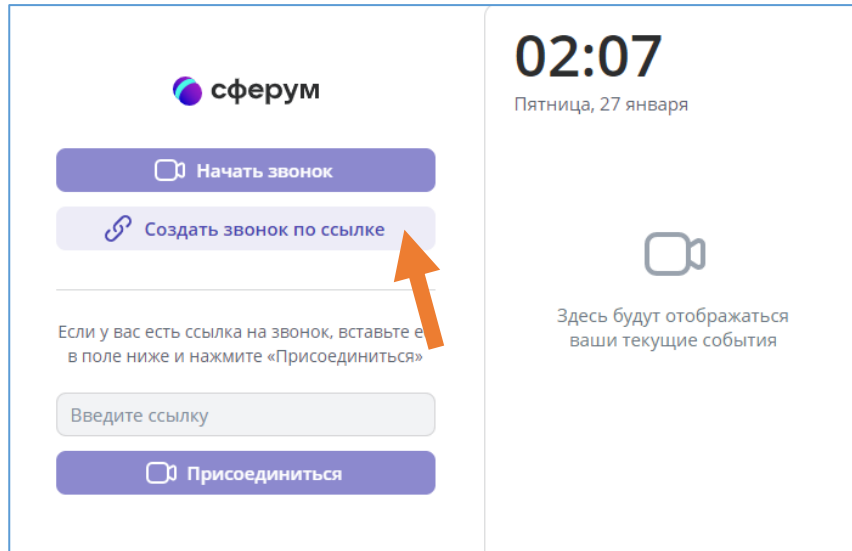 сферум
Начать звонок
Создать звонок по ссылке
Если у вас есть ссылка на звонок, вставьте
в поле ниже и нажмите «Присоединиться»
Введите ссылку
Присоединиться
02:07
Пятница, 27 января
Здесь будут отображаться
ваши текущие события